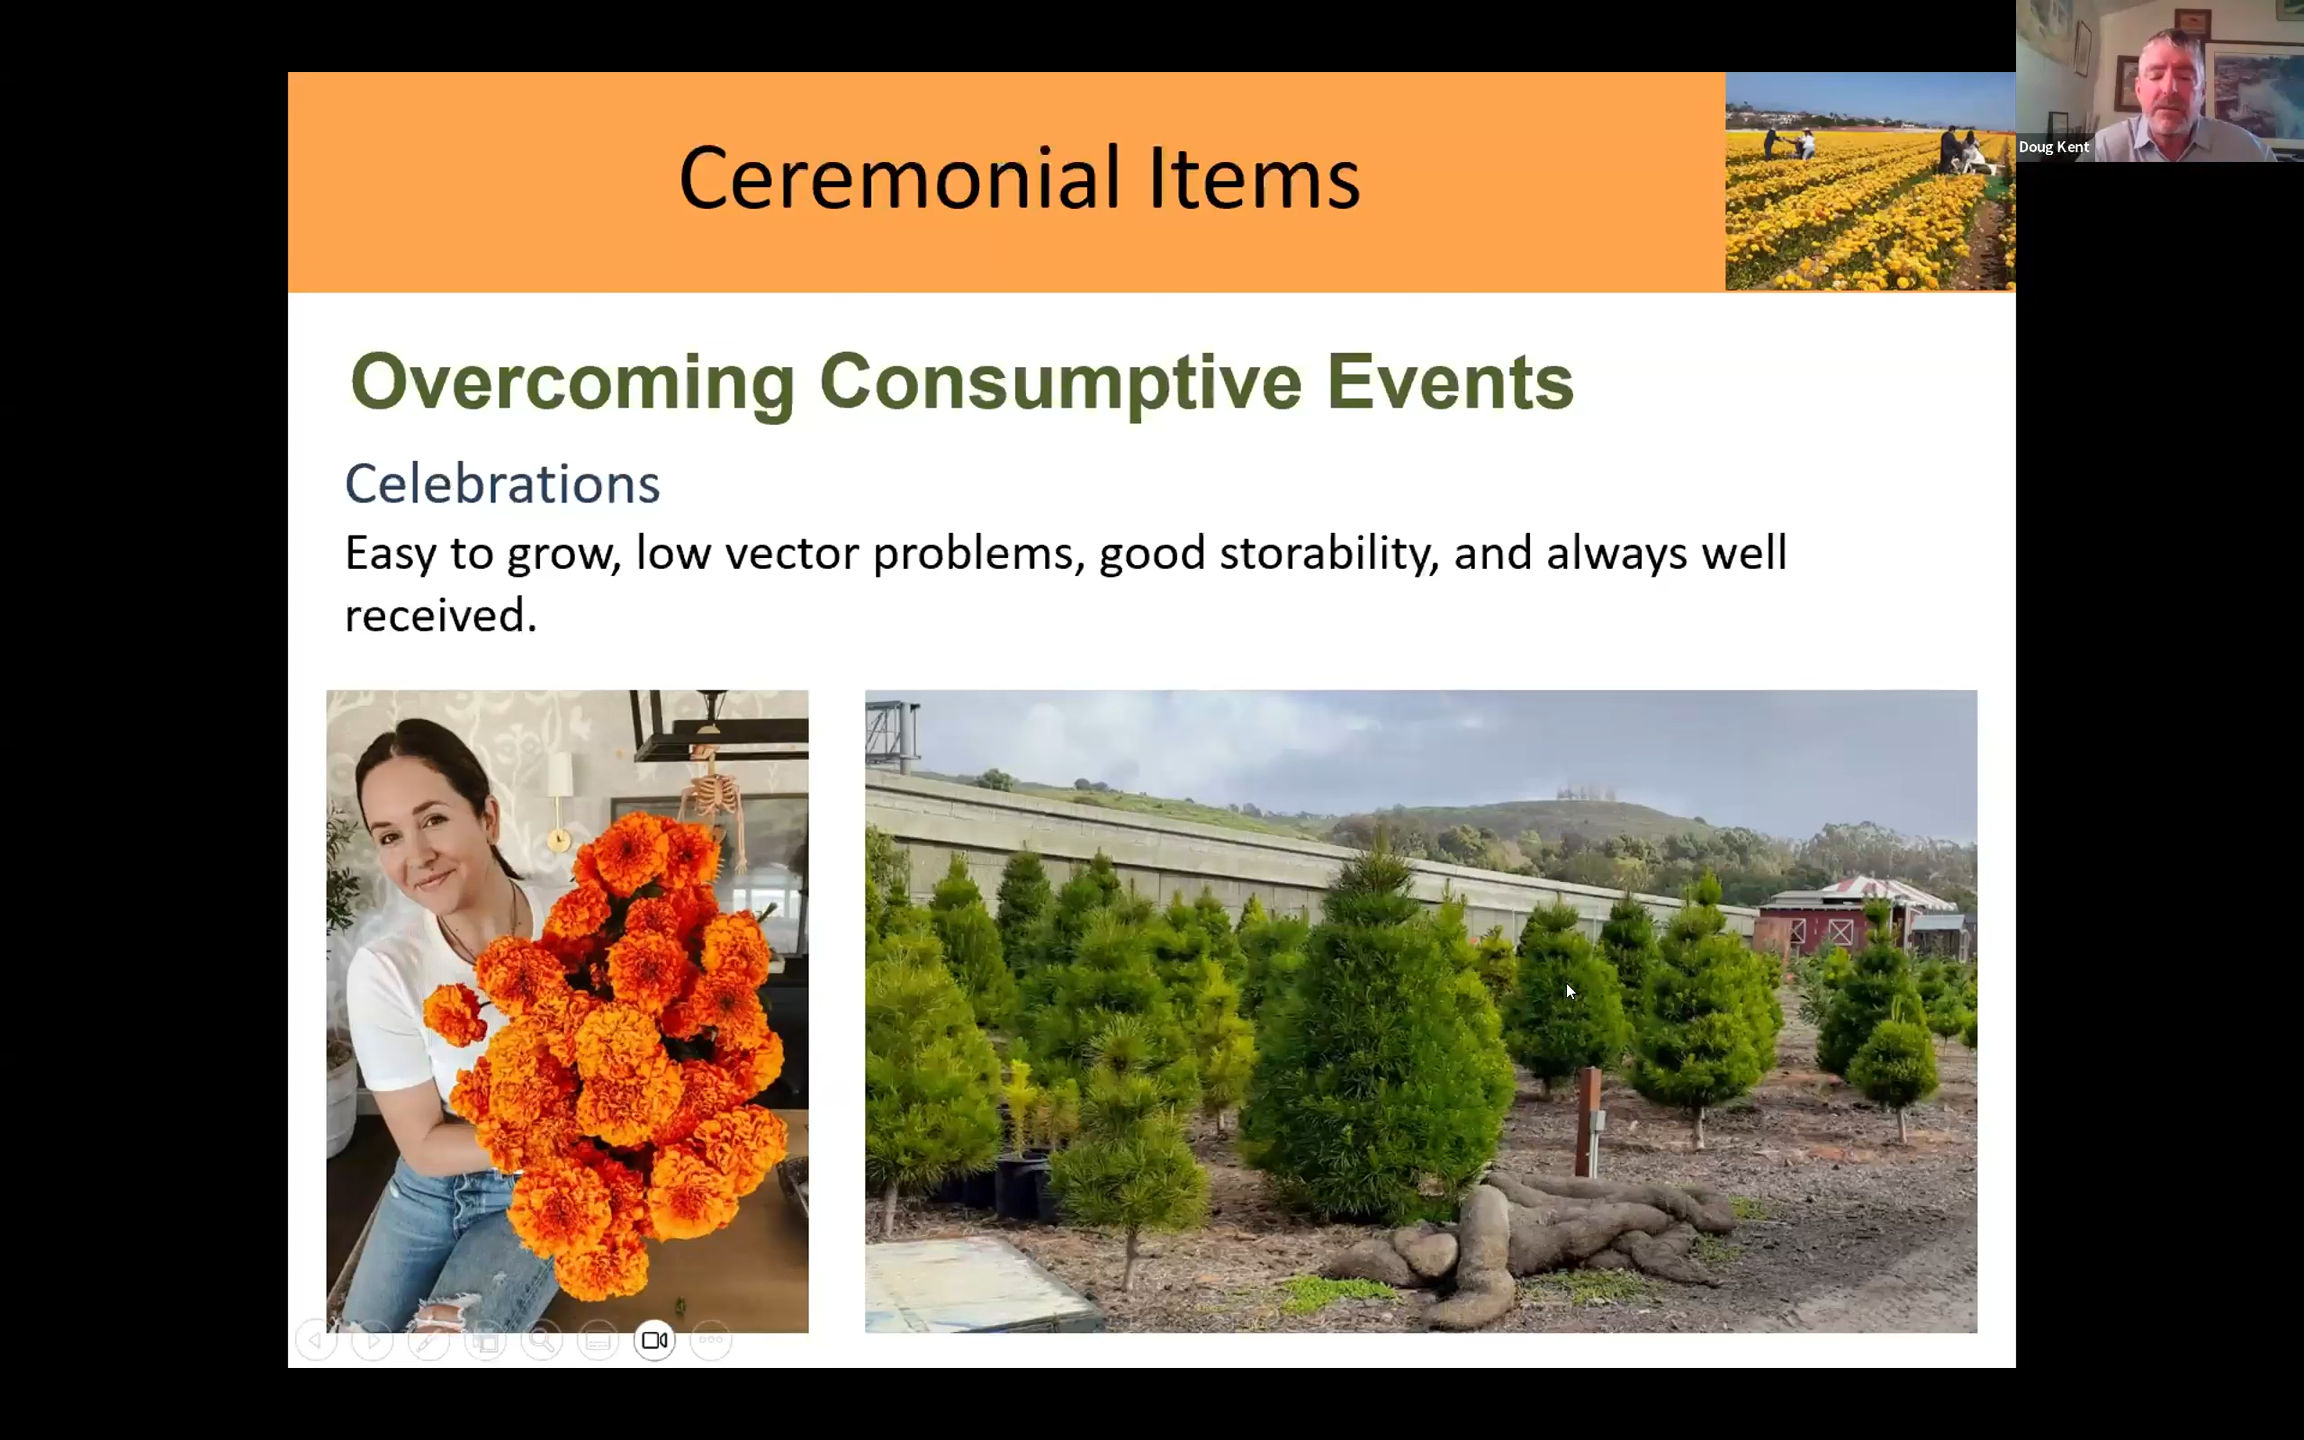 Ceremonial Items
Doug Kent
Overcoming Consumptive Events
Celebrations
Easy to grow, low vector problems, good storability, and always well
received.